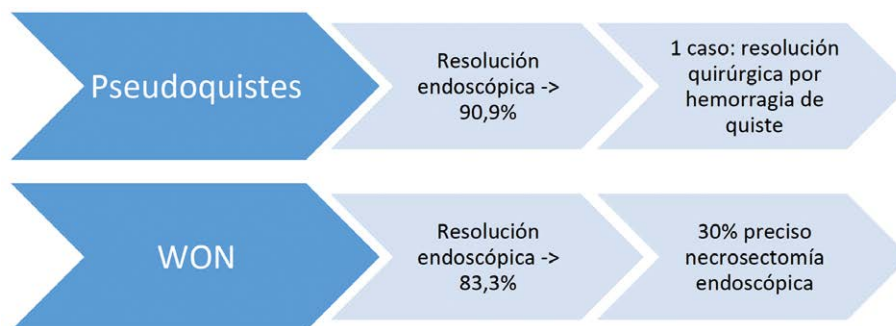 Pseudoquistes
Resolución
endoscópica ->
90,9%
1 caso: resolución
quirúrgica por
hemorragia de
quiste
WON
Resolución
endoscópica ->
83,3%
30% preciso
necrosectomía
endoscópica